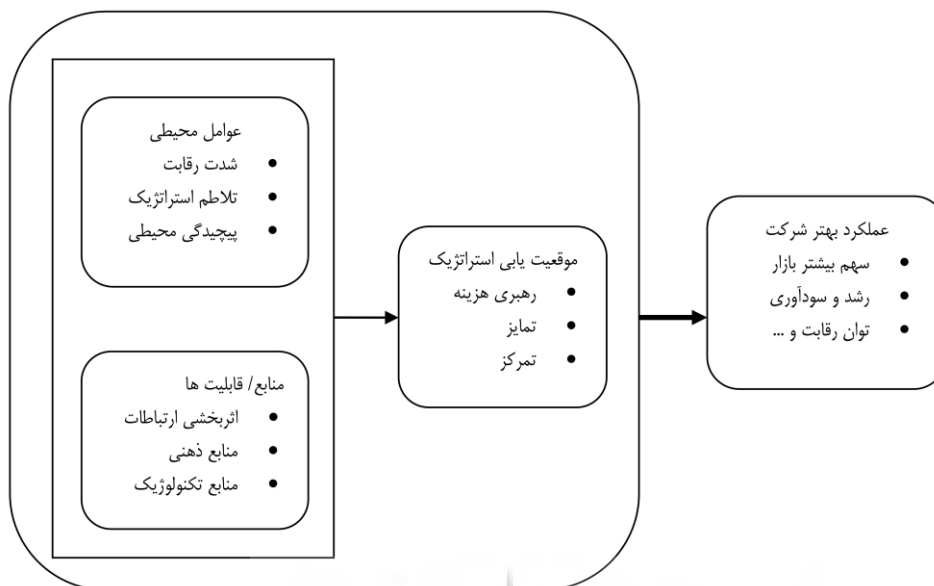 عوامل محیطی
• شدت رقابت
• تلاطم استراتژیک
• پیچیدگی محیطی
منابع/ قابلیت ها
• اثربخشی ارتباطات
• منابع ذهنی
• منابع تکنولوژیک
موقعیت یابی استراتژیک
• رهبری هزینه
• تمایز
• تمرکز
عملکرد بهتر شرکت
• سهم بیشتر بازار
• رشد و سودآوری
• توان رقابت و ...